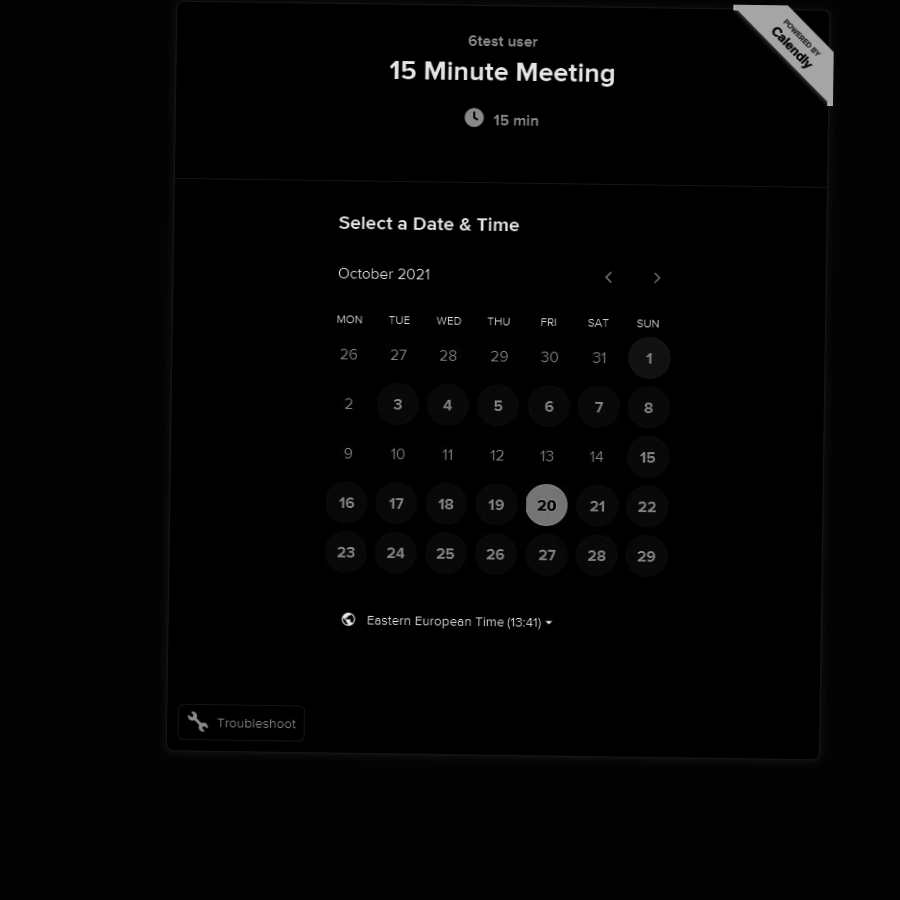 6test user
15 Minute Meeting
15 min
POWERED BY
Calendly
Select a Date & Time
October 2021
MON TUE WED THU FRI SAT SUN
26 27 28 29 30 31 1
2 3 4 5 6 7 8
9 10 11 12 13 14 15
16 17 18 19 20 21 22
23 24 25 26 27 28 29
Eastern European Time (13:41)
Troubleshoot